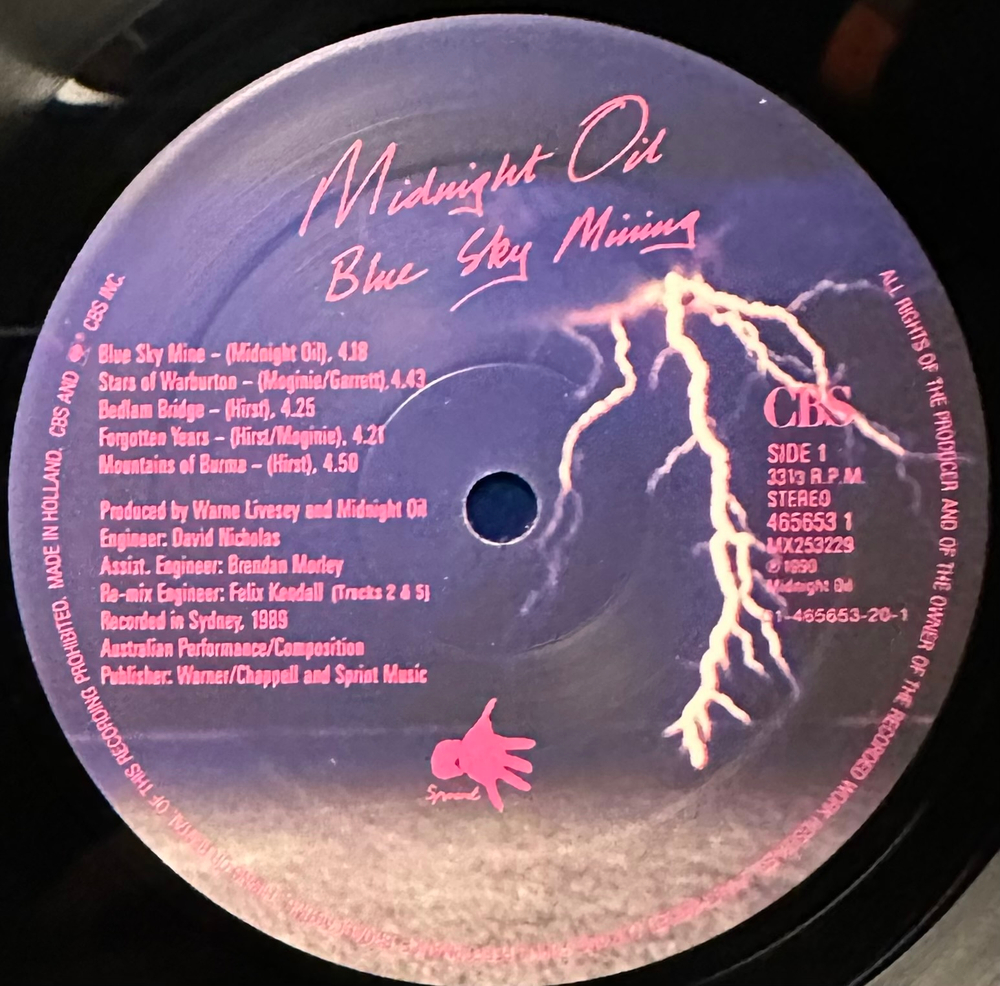 Midnight Oil
Blue Sky Mining
Blue Sky Mine – (Midnight Oil), 4.18
Stars of Warburton – (Moginie/Garrett), 4.43
Bedlam Bridge – (Hirst), 4.25
Forgotten Years – (Hirst/Moginie), 4.21
Mountains of Burma – (Hirst), 4.50
Produced by Warne Livesey and Midnight Oil
Engineer: David Nicholas
Assist. Engineer: Brendan Morley
Re-mix Engineer: Felix Kendall (Tracks 2 & 5)
Recorded in Sydney, 1989
Australian Performance/Composition
Publisher: Warner/Chappell and Sprint Music
Sprint
CBS
SIDE 1
33⅓ R.P.M.
STEREO
465653 1
MX253229
℗ 1990
Midnight Oil
01-465653-20-1
ALL RIGHTS OF THE PRODUCER AND OF THE OWNER OF THE RECORDED WORK RESERVED. OF THIS RECORDING PROHIBITED. MADE IN HOLLAND. CBS AND CBS INC.